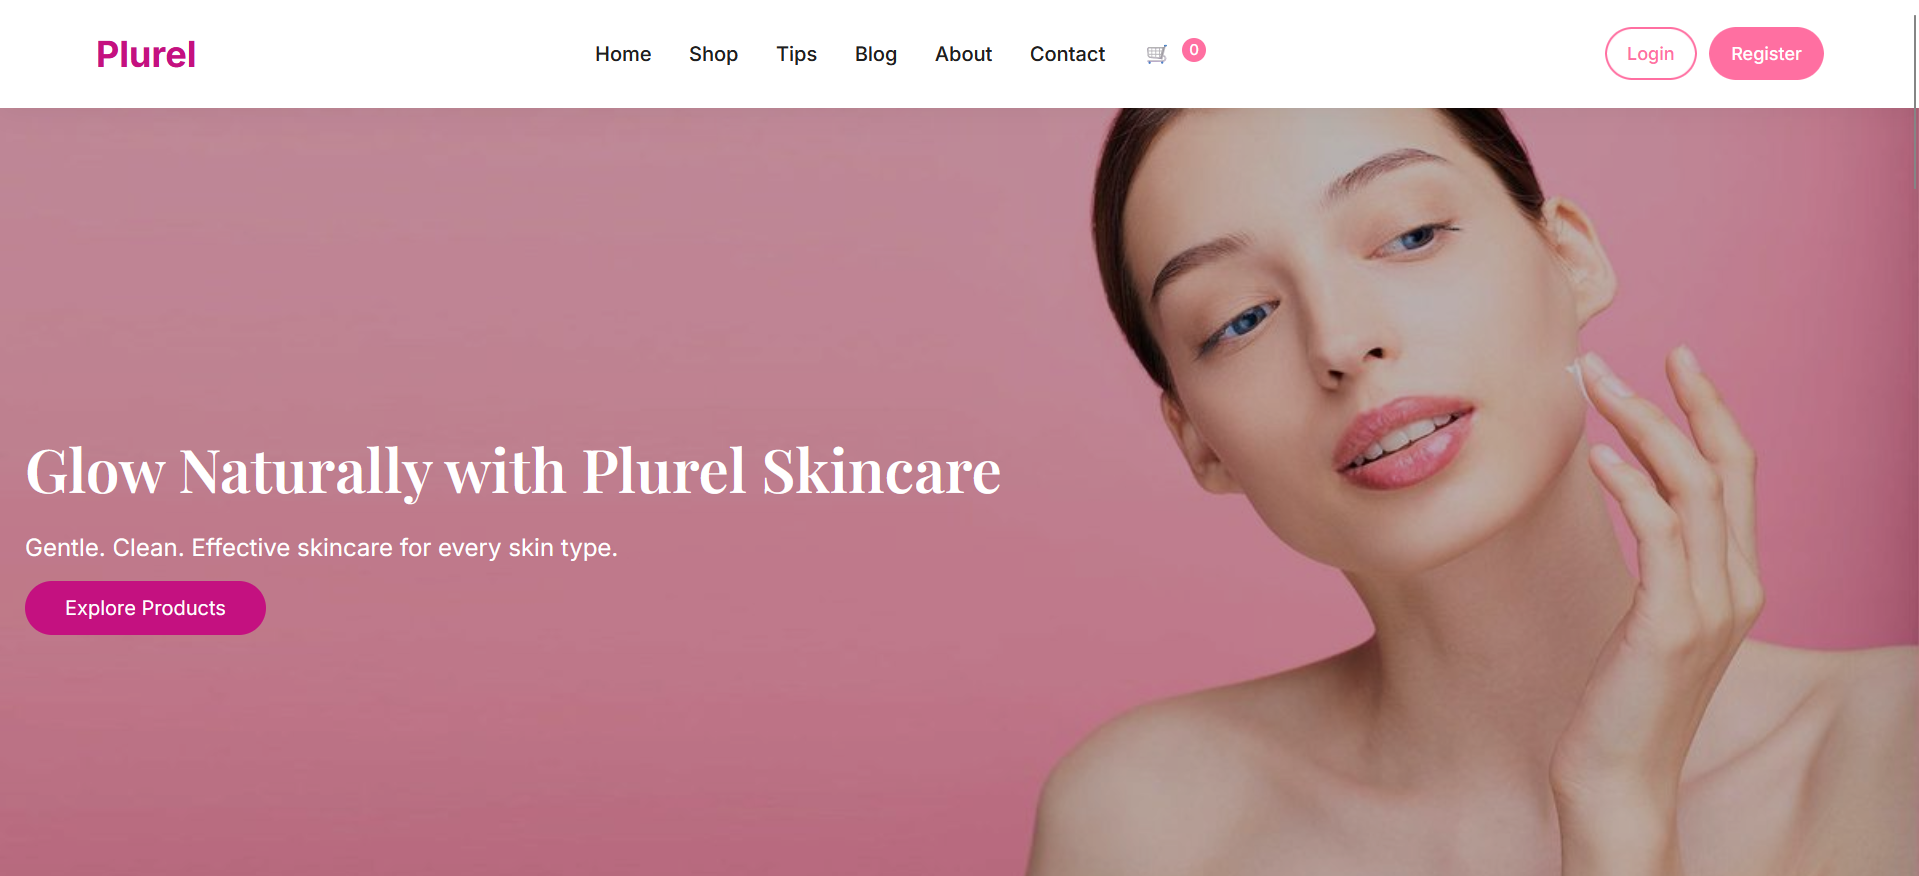 Plurel
Home Shop Tips Blog About Contact 0
Login Register
Glow Naturally with Plurel Skincare
Gentle. Clean. Effective skincare for every skin type.
Explore Products